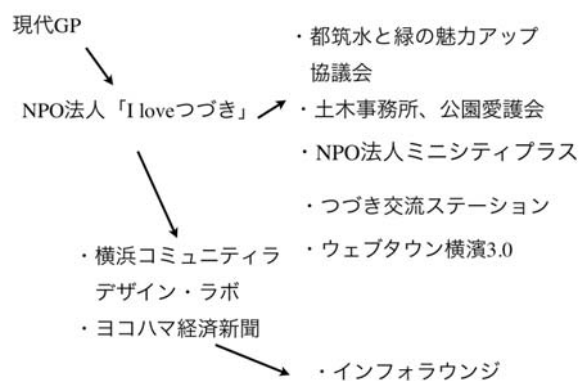 現代GP
NPO法人「I loveつづき」
・都筑水と緑の魅力アップ
協議会
・土木事務所、公園愛護会
・NPO法人ミニシティプラス
・つづき交流ステーション
・ウェブタウン横濱3.0
・横浜コミュニティラ
デザイン・ラボ
・ヨコハマ経済新聞
・インフォラウンジ